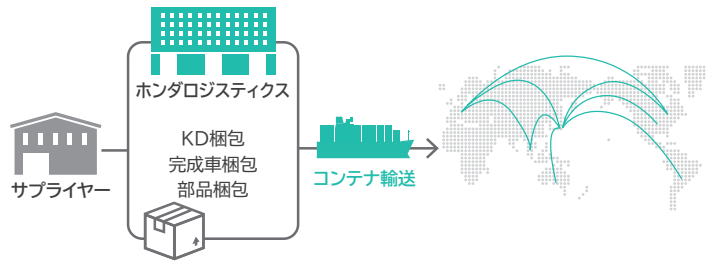 ホンダロジスティクス
KD梱包
完成車梱包
部品梱包
サプライヤー
コンテナ輸送